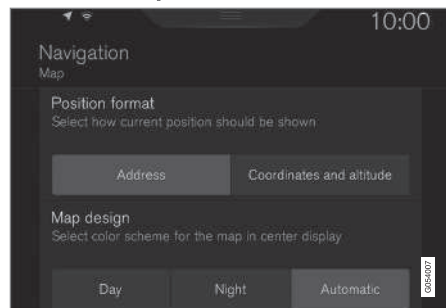 10:00
Navigation
Map
Position format
Select how current position should be shown
Address
Coordinates and altitude
Map design
Select color scheme for the map in center display
Day
Night
Automatic
G054007